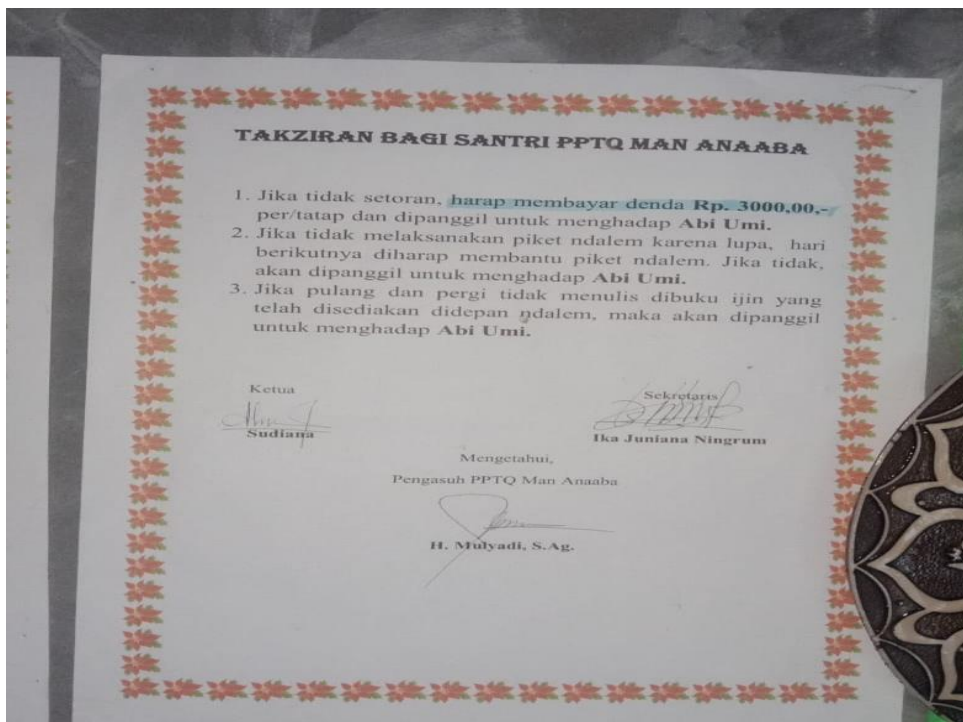 TAKZIRAN BAGI SANTRI PPTQ MAN ANAABA
1. Jika tidak setoran, harap membayar denda Rp. 3000,00,-
per/tatap dan dipanggil untuk menghadap Abi Umi.
2. Jika tidak melaksanakan piket ndalem karena lupa, hari
berikutnya diharap membantu piket ndalem. Jika tidak,
akan dipanggil untuk menghadap Abi Umi.
3. Jika pulang dan pergi tidak menulis dibuku ijin yang
telah disediakan didepan ndalem, maka akan dipanggil
untuk menghadap Abi Umi.
Ketua
Sudiana
Sekretaris
Ika Juniana Ningrum
Mengetahui,
Pengasuh PPTQ Man Anaaba
H. Mulyadi, S.Ag.